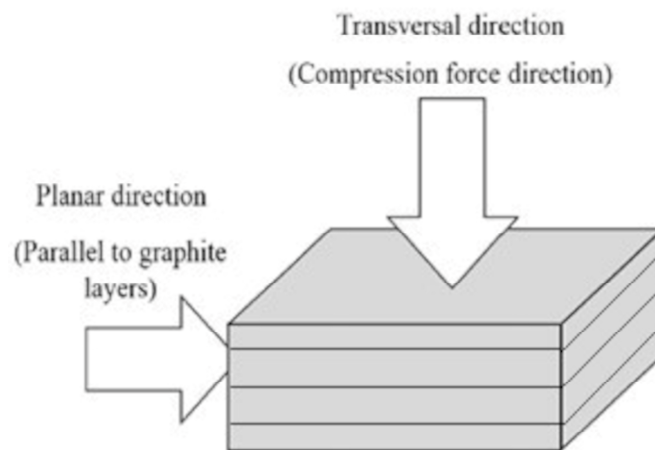 Transversal direction
(Compression force direction)
Planar direction
(Parallel to graphite
layers)